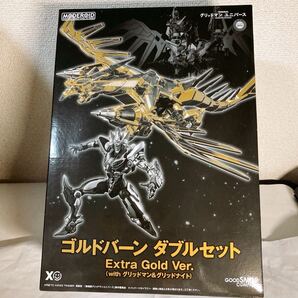 MODEROID
グリッドマン ユニバース
ゴルドバーン ダブルセット
Extra Gold Ver.
(with グリッドマン&グリッドナイト)
GOOD SMILE
COMPANY